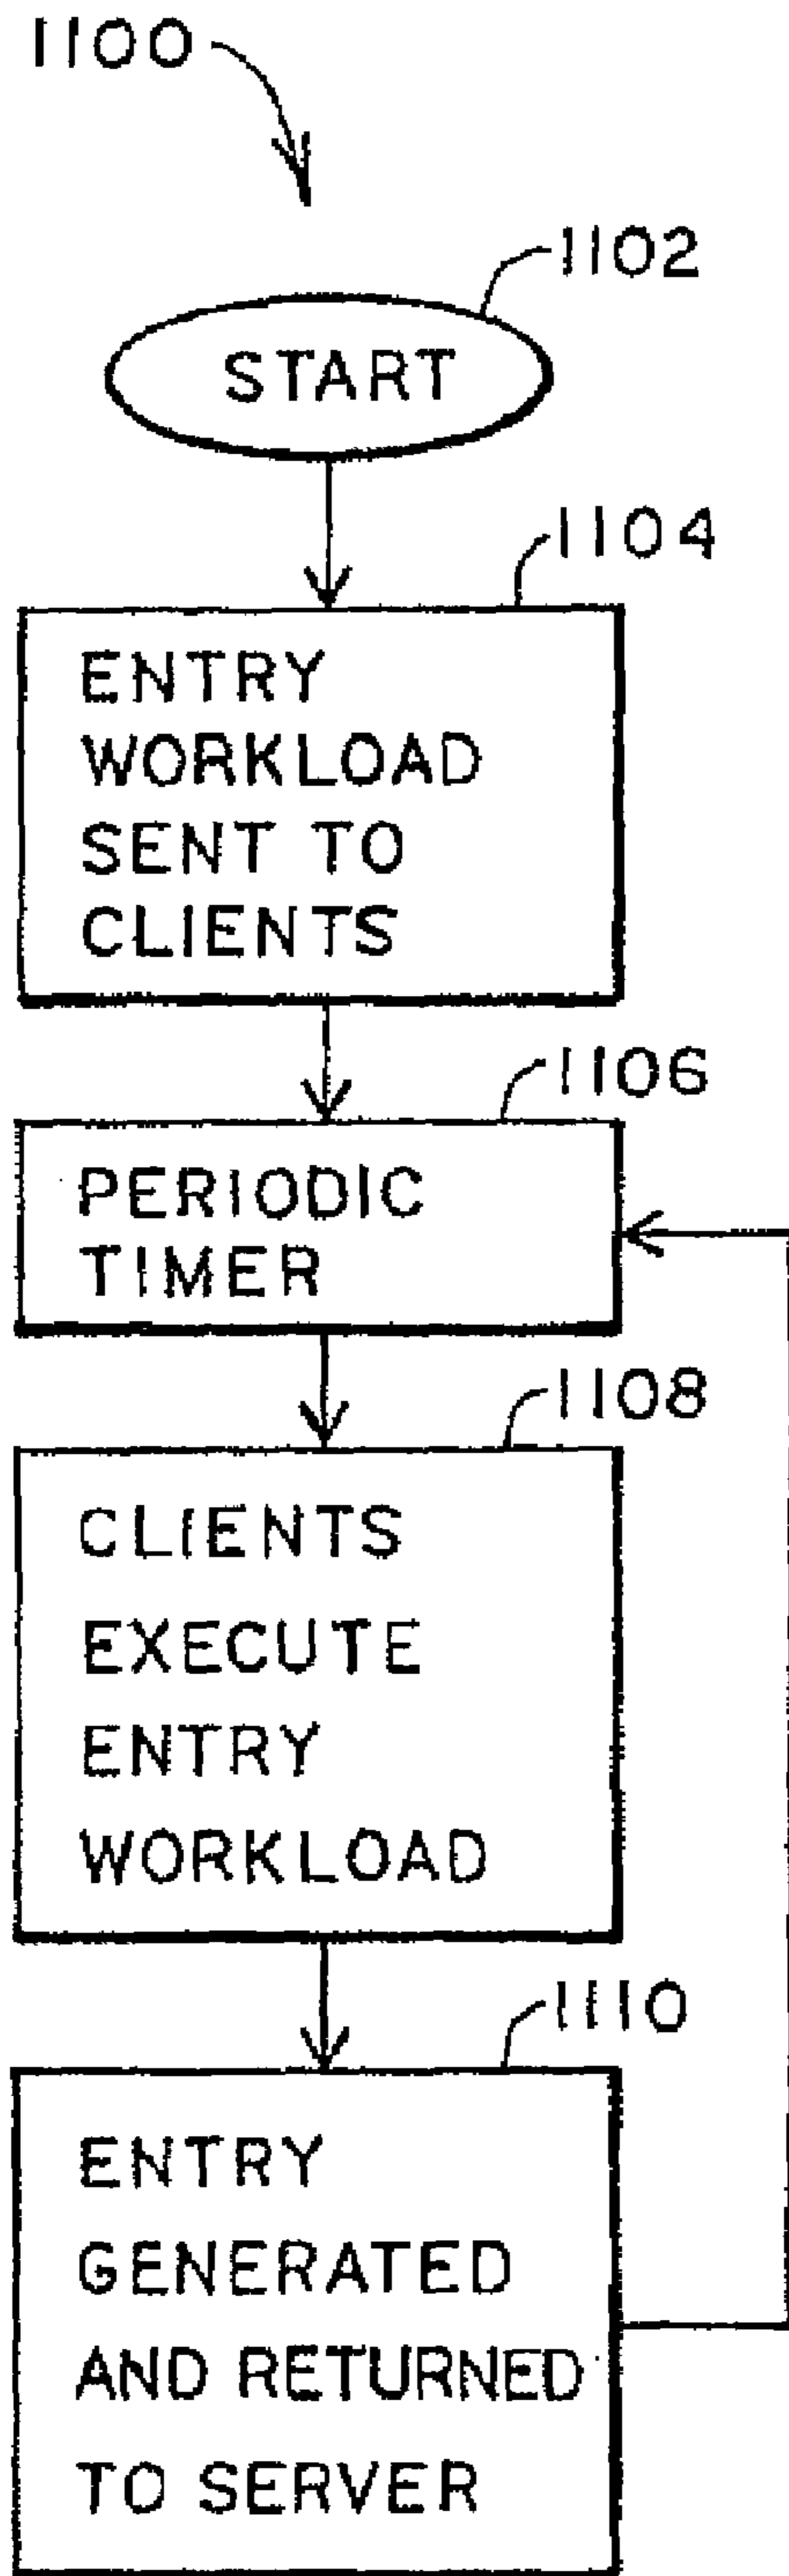 1100
1102
START
1104
ENTRY
WORKLOAD
SENT TO
CLIENTS
1106
PERIODIC
TIMER
1108
CLIENTS
EXECUTE
ENTRY
WORKLOAD
1110
ENTRY
GENERATED
AND RETURNED
TO SERVER